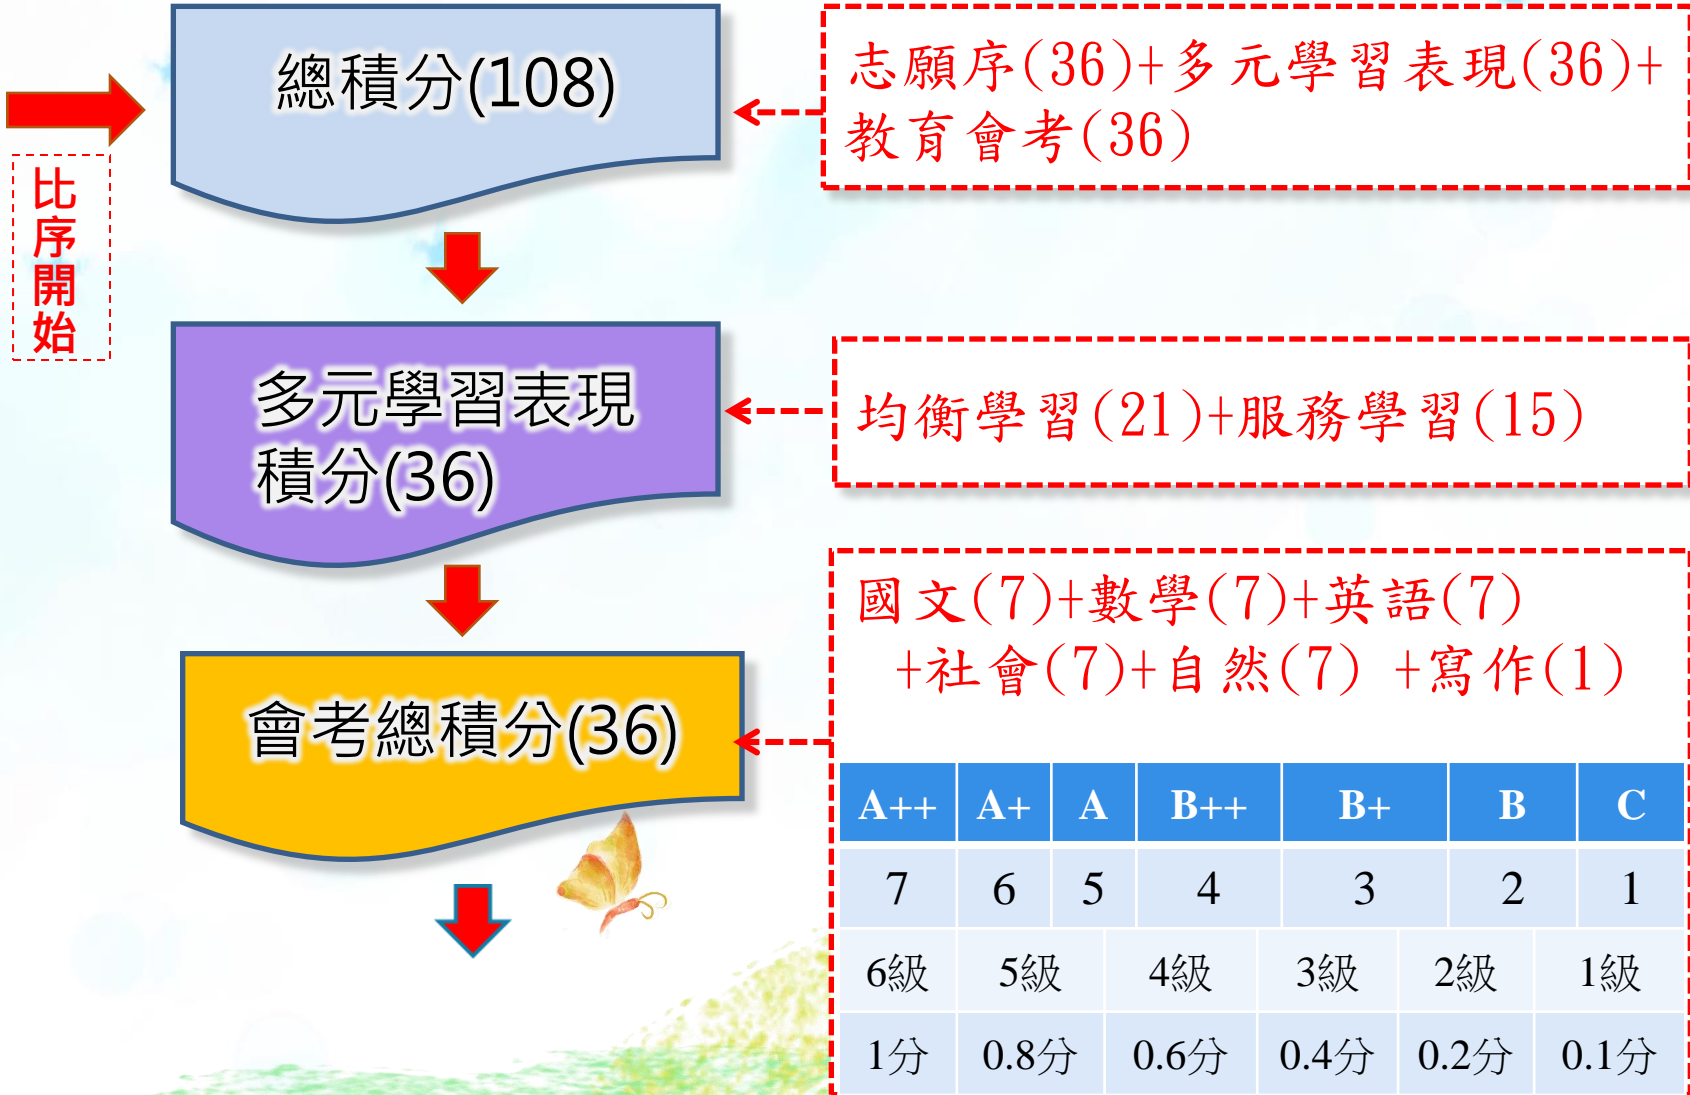 比序開始
總積分(108)
志願序(36)+多元學習表現(36)+
教育會考(36)
多元學習表現
積分(36)
均衡學習(21)+服務學習(15)
會考總積分(36)
國文(7)+數學(7)+英語(7)
+社會(7)+自然(7) +寫作(1)
A++ A+ A B++ B+ B C
7 6 5 4 3 2 1
6級 5級 4級 3級 2級 1級
1分 0.8分 0.6分 0.4分 0.2分 0.1分